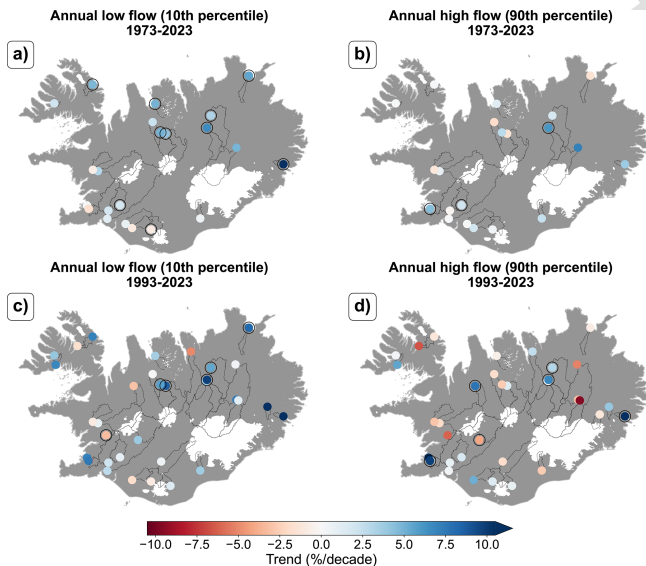 Annual low flow (10th percentile)
1973-2023
Annual high flow (90th percentile)
1973-2023
a)
b)
Annual low flow (10th percentile)
1993-2023
Annual high flow (90th percentile)
1993-2023
c)
d)
−10.0 −7.5 −5.0 −2.5 0.0 2.5 5.0 7.5 10.0
Trend (%/decade)